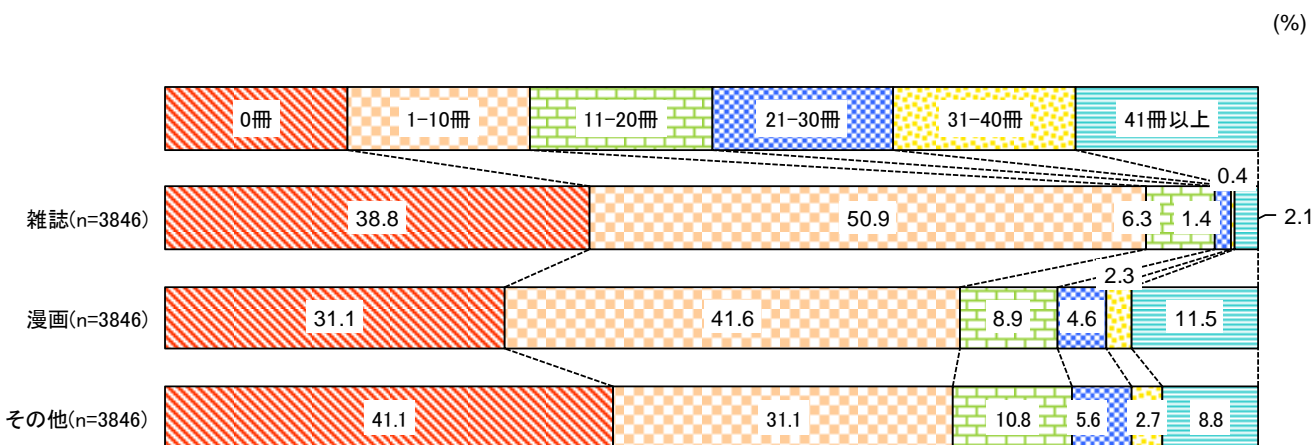 (%)
0冊 1-10冊 11-20冊 21-30冊 31-40冊 41冊以上
0.4
雑誌(n=3846) 38.8 50.9 6.3 1.4 2.1
2.3
漫画(n=3846) 31.1 41.6 8.9 4.6 11.5
その他(n=3846) 41.1 31.1 10.8 5.6 2.7 8.8